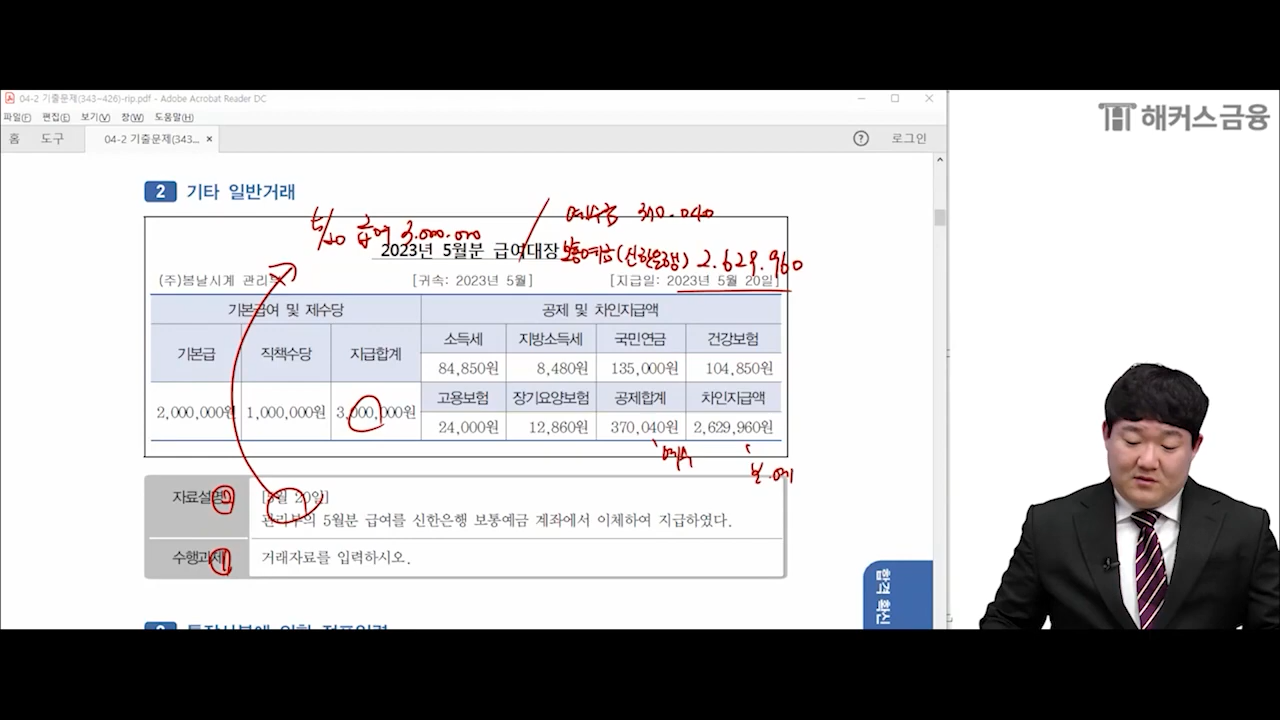 04-2 기출문제(343~426)-rip.pdf - Adobe Acrobat Reader DC
파일(F) 편집(E) 보기(V) 창(W) 도움말(H)
홈 도구 04-2 기출문제(343... × ? 로그인
해커스금융
2 기타 일반거래
5/20 급여 3.000.000 / 예수금 370.040
보통예금(신한은행) 2.629.960
2023년 5월분 급여대장
(주)봉날시계 관리부 [귀속: 2023년 5월] [지급일: 2023년 5월 20일]
기본급여 및 제수당 공제 및 차인지급액
기본급 직책수당 지급합계 소득세 지방소득세 국민연금 건강보험
84,850원 8,480원 135,000원 104,850원
2,000,000원 1,000,000원 3,000,000원 고용보험 장기요양보험 공제합계 차인지급액
24,000원 12,860원 370,040원 2,629,960원
예수 보.예
자료설명 ② [5월 20일]
관리부의 5월분 급여를 신한은행 보통예금 계좌에서 이체하여 지급하였다.
수행과제 ① 거래자료를 입력하시오.
합격 확신